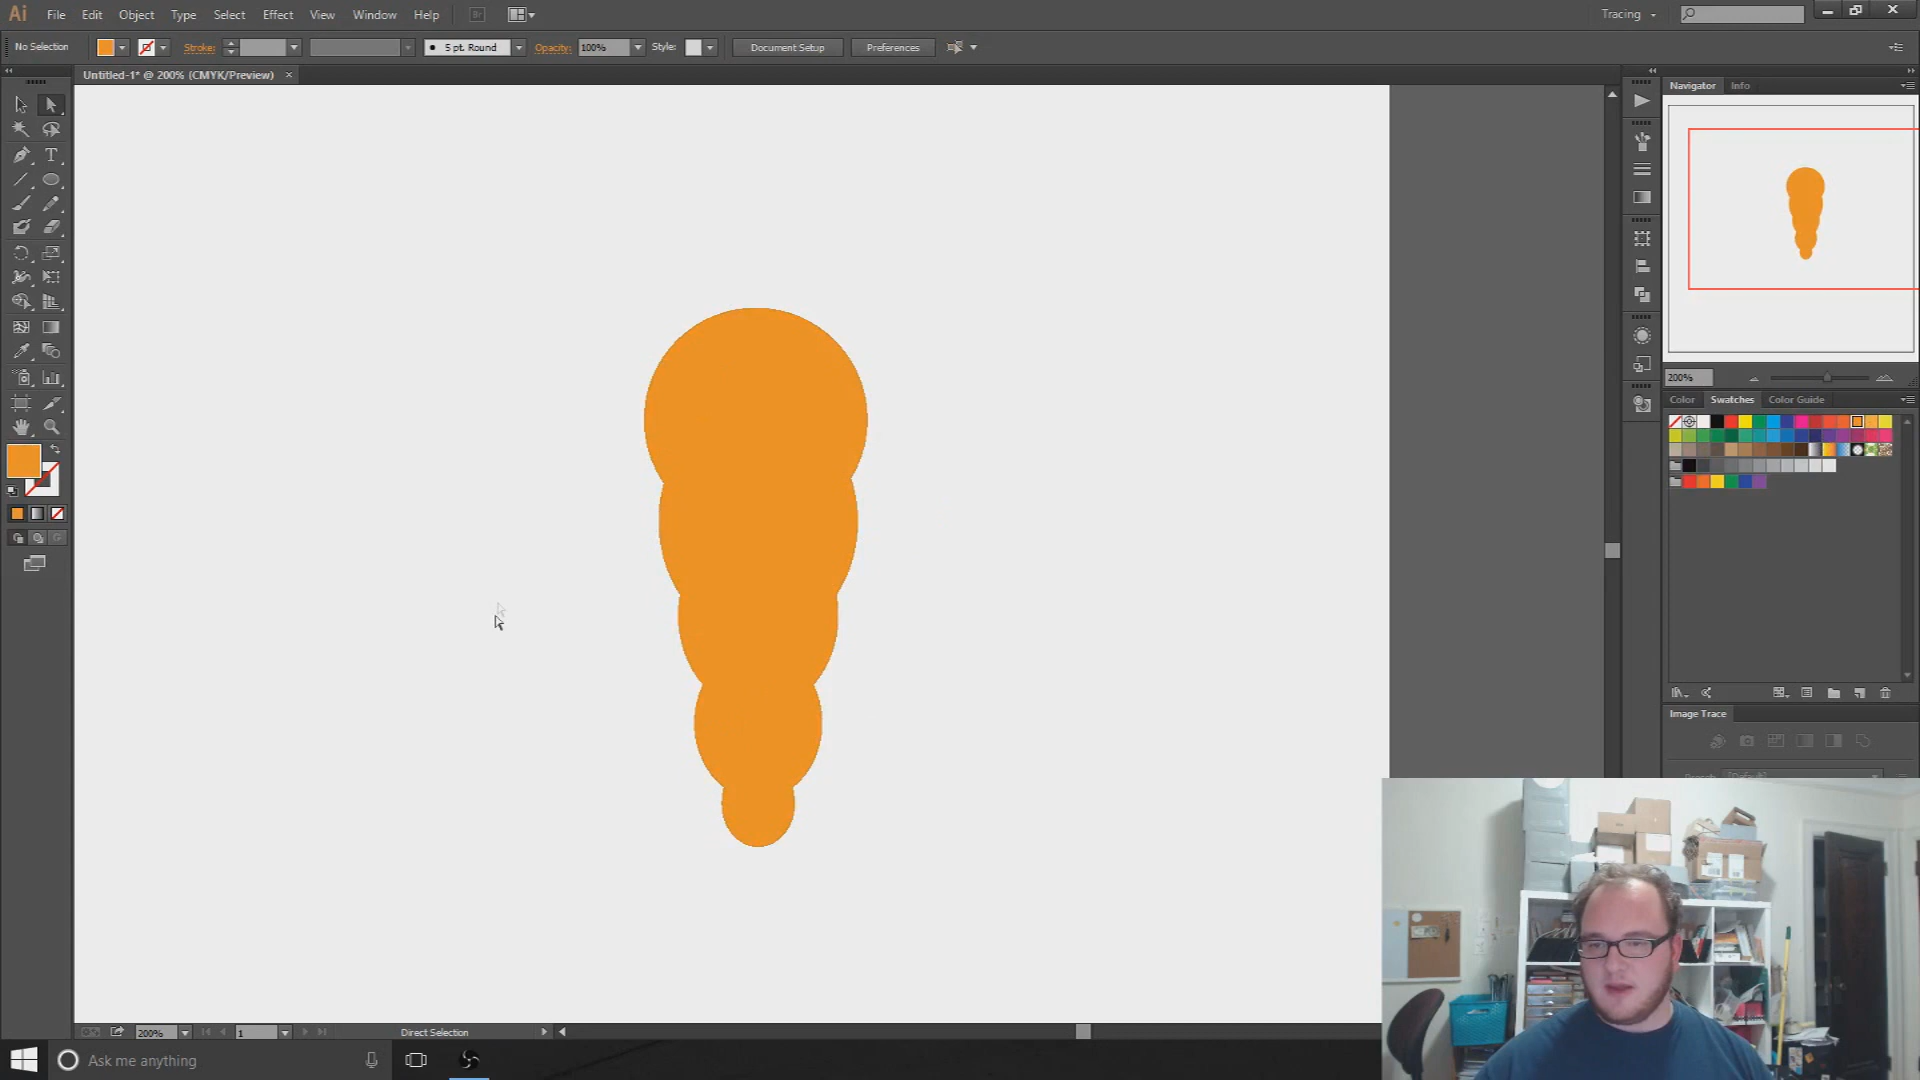 Ai File Edit Object Type Select Effect View Window Help Br Tracing
No Selection Stroke: 5 pt. Round Opacity: 100% Style: Document Setup Preferences
Untitled-1* @ 200% (CMYK/Preview)
Navigator Info
200%
Color Swatches Color Guide
Image Trace
200% 1 Direct Selection
Ask me anything